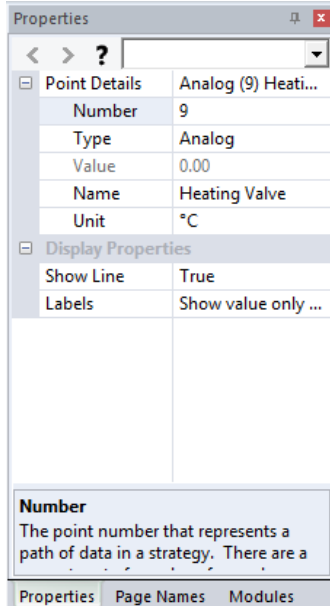 Properties
< > ?
Point Details Analog (9) Heati...
Number 9
Type Analog
Value 0.00
Name Heating Valve
Unit °C
Display Properties
Show Line True
Labels Show value only ...
Number
The point number that represents a
path of data in a strategy. There are a
Properties Page Names Modules